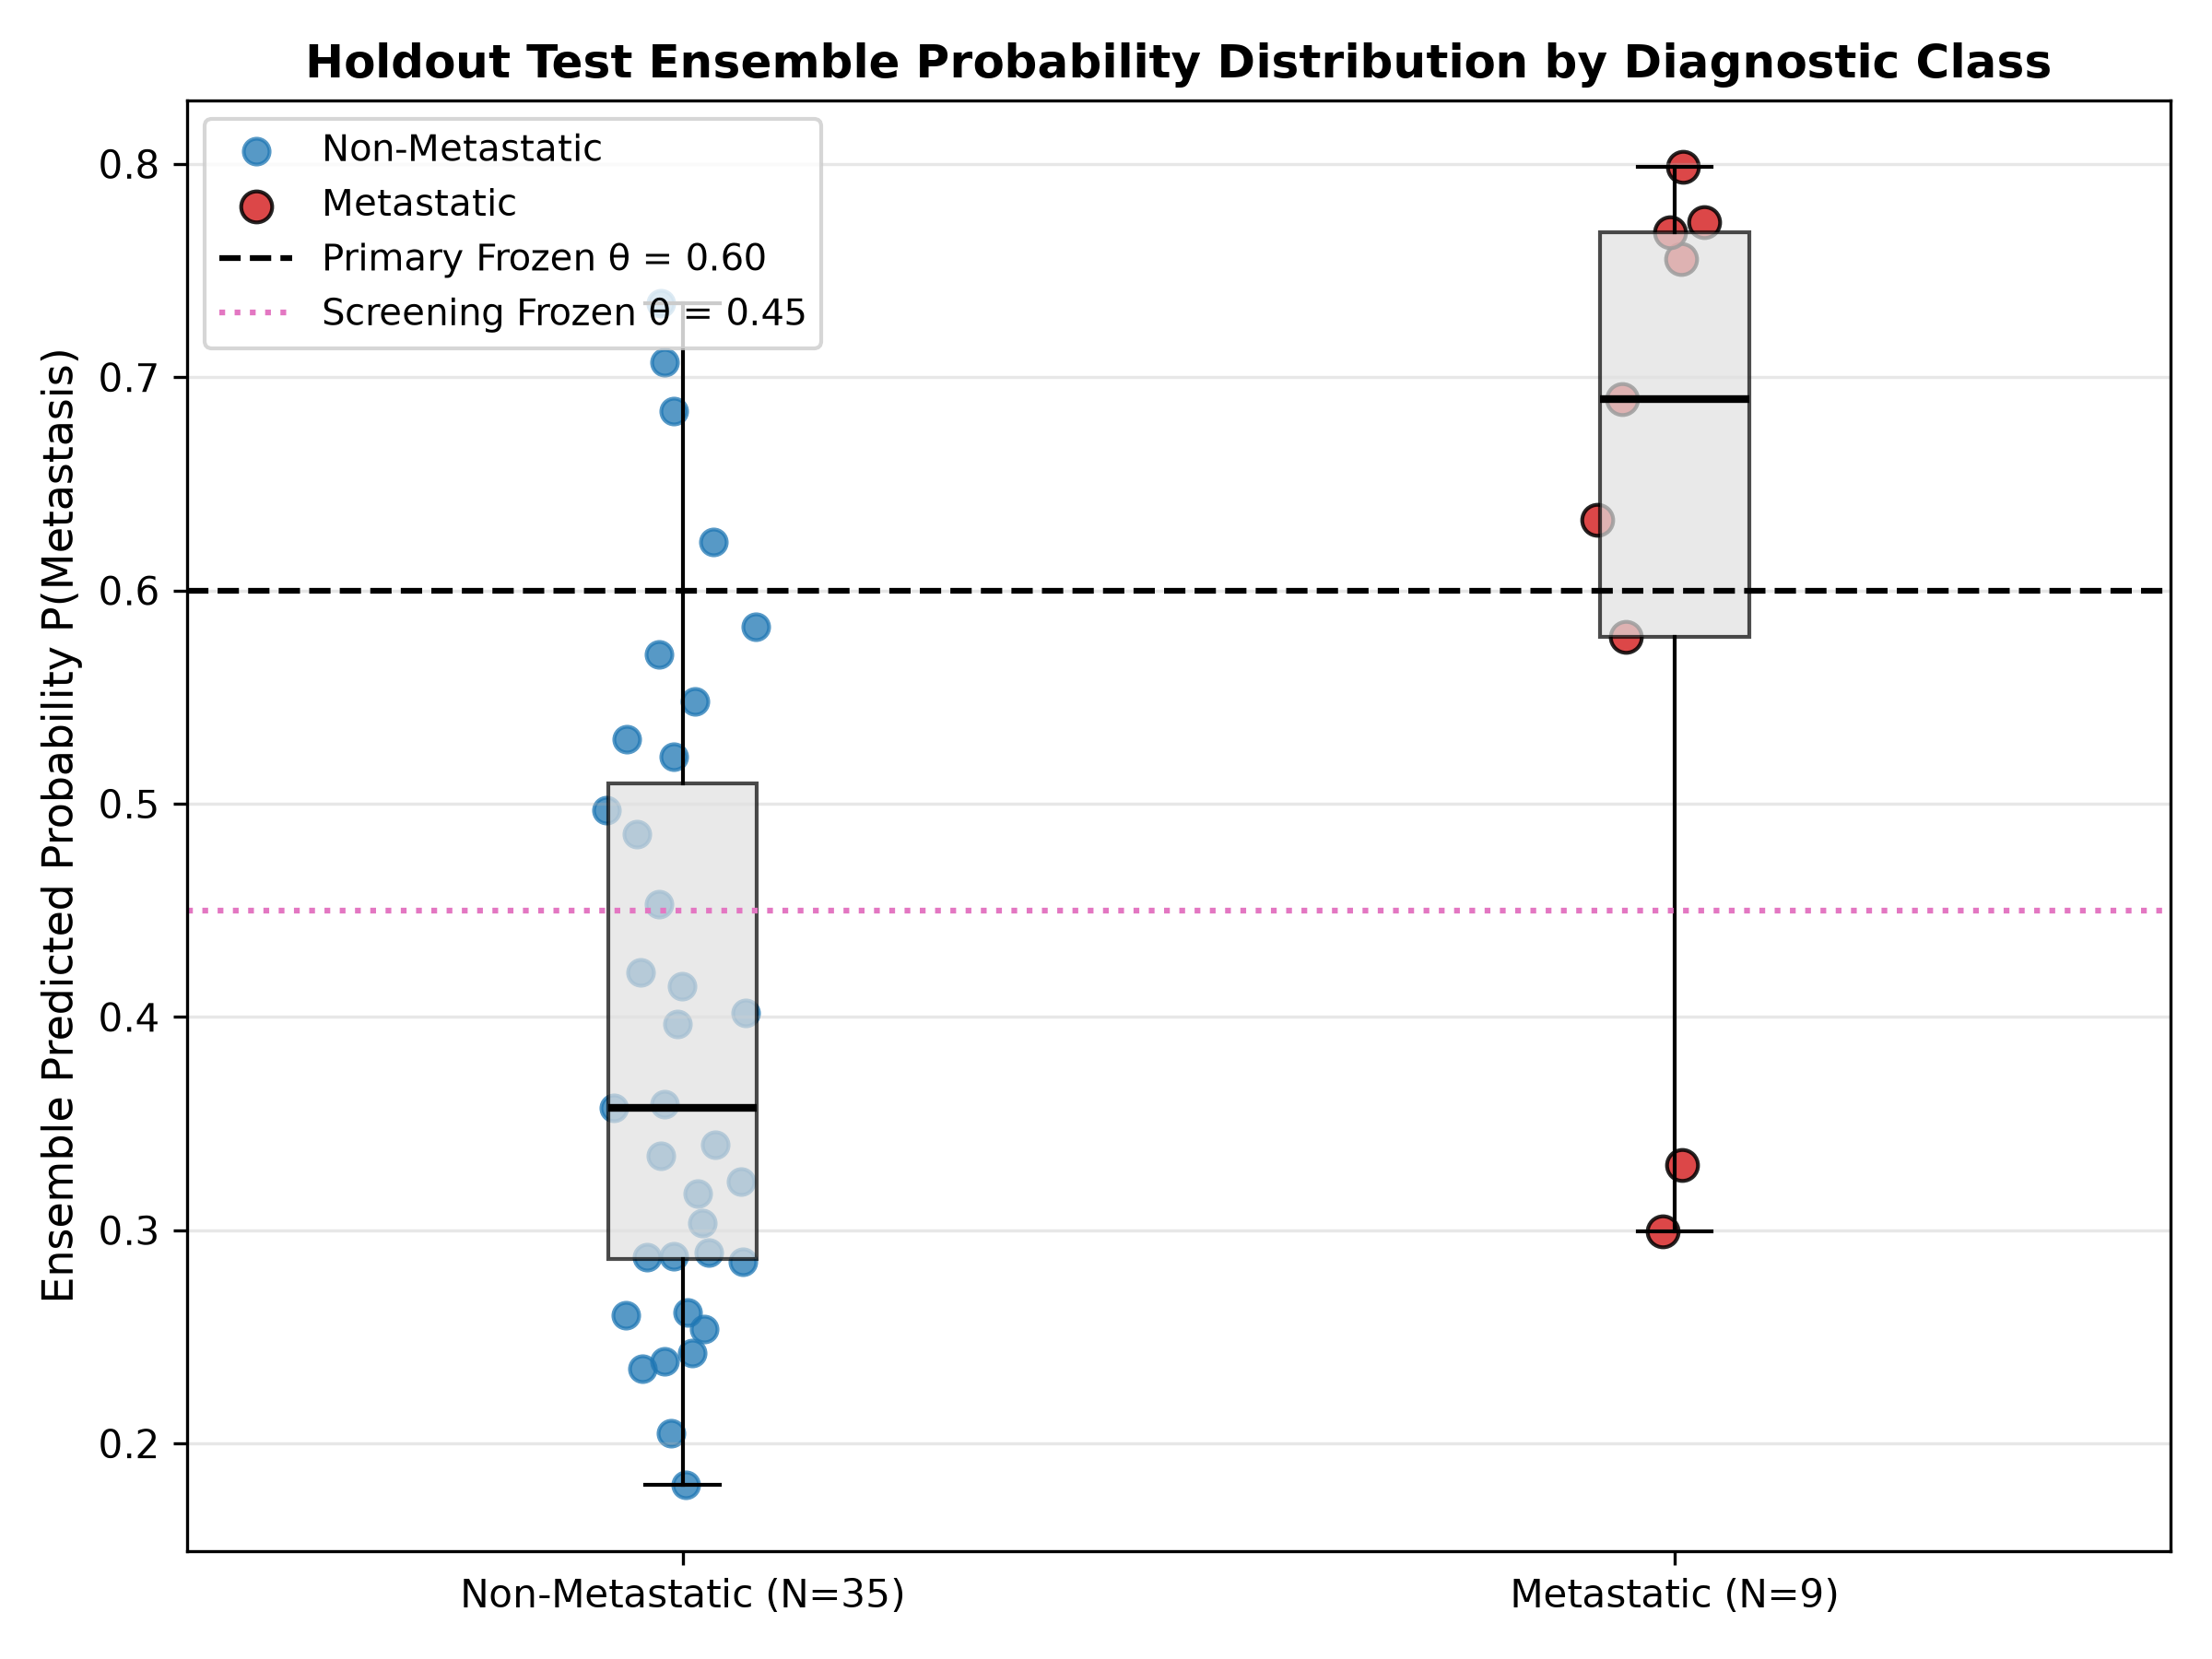 Holdout Test Ensemble Probability Distribution by Diagnostic Class
Ensemble Predicted Probability P(Metastasis)
0.8
0.7
0.6
0.5
0.4
0.3
0.2
Non-Metastatic
Metastatic
Primary Frozen θ = 0.60
Screening Frozen θ = 0.45
Non-Metastatic (N=35)
Metastatic (N=9)